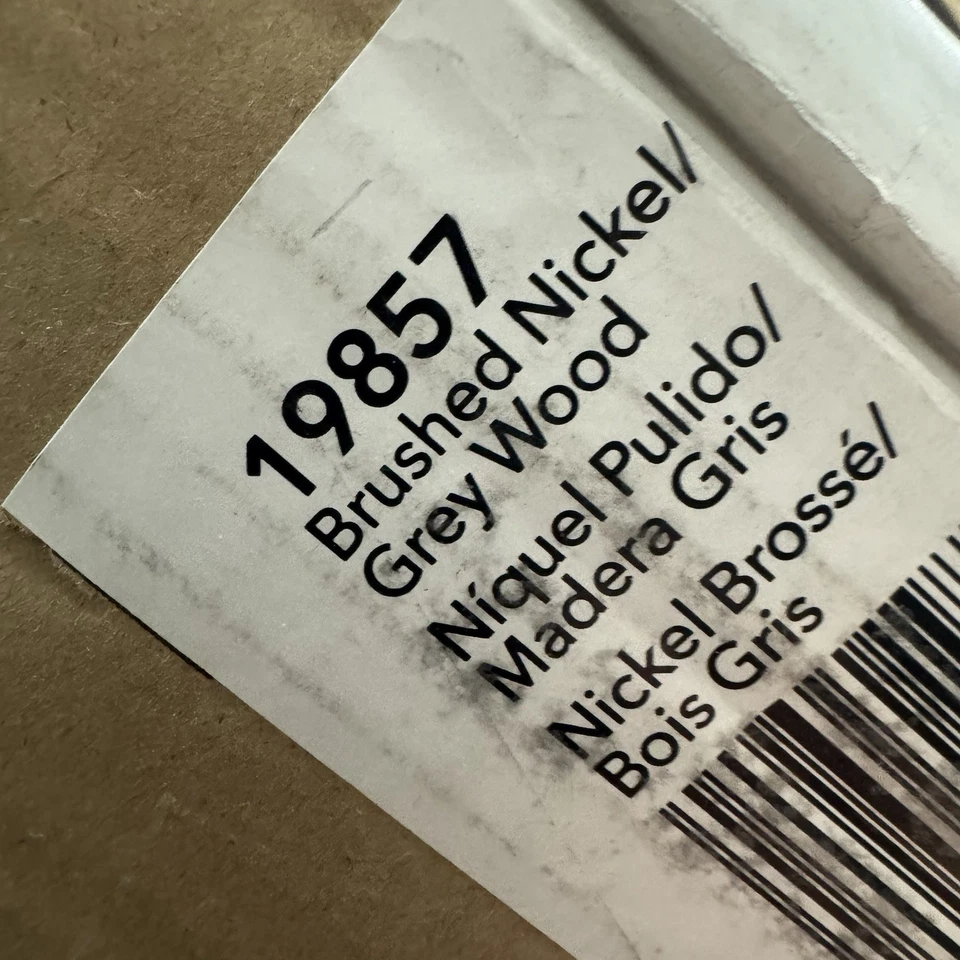 19857
Brushed Nickel/
Grey Wood
Níquel Pulido/
Madera Gris
Nickel Brossé/
Bois Gris